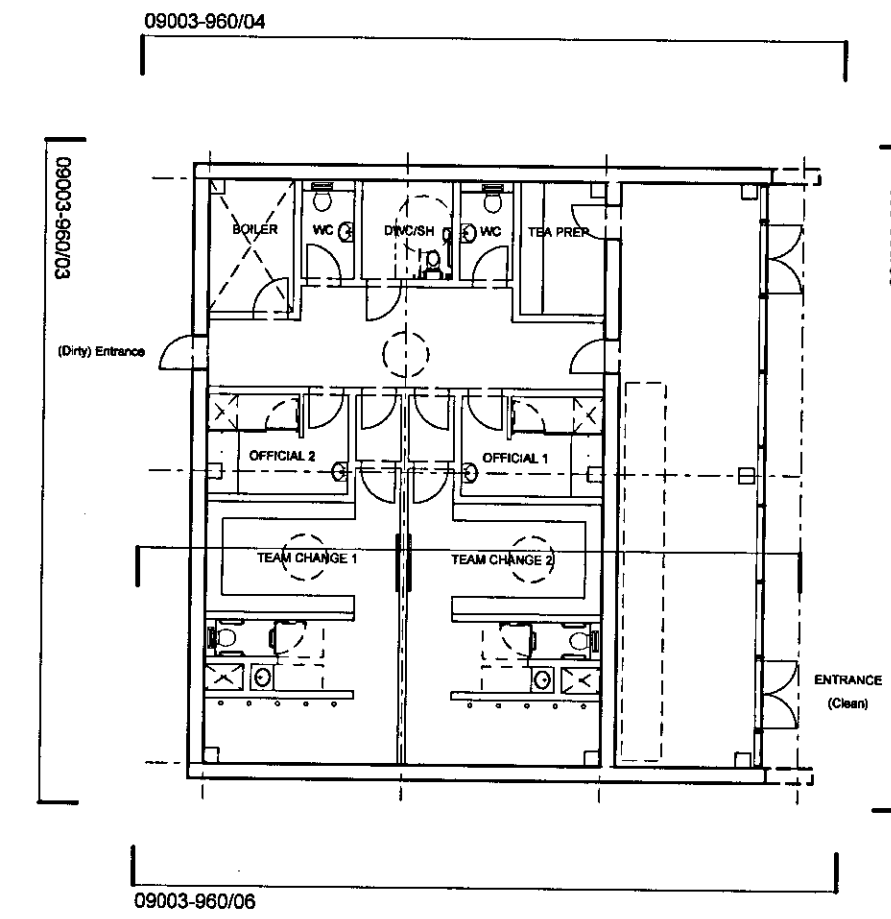 09003-960/04
09003-960/03
BOILER
WC
DWC/SH
WC
TEA PREP
(Dirty) Entrance
OFFICIAL 2
OFFICIAL 1
TEAM CHANGE 1
TEAM CHANGE 2
ENTRANCE
(Clean)
09003-960/06